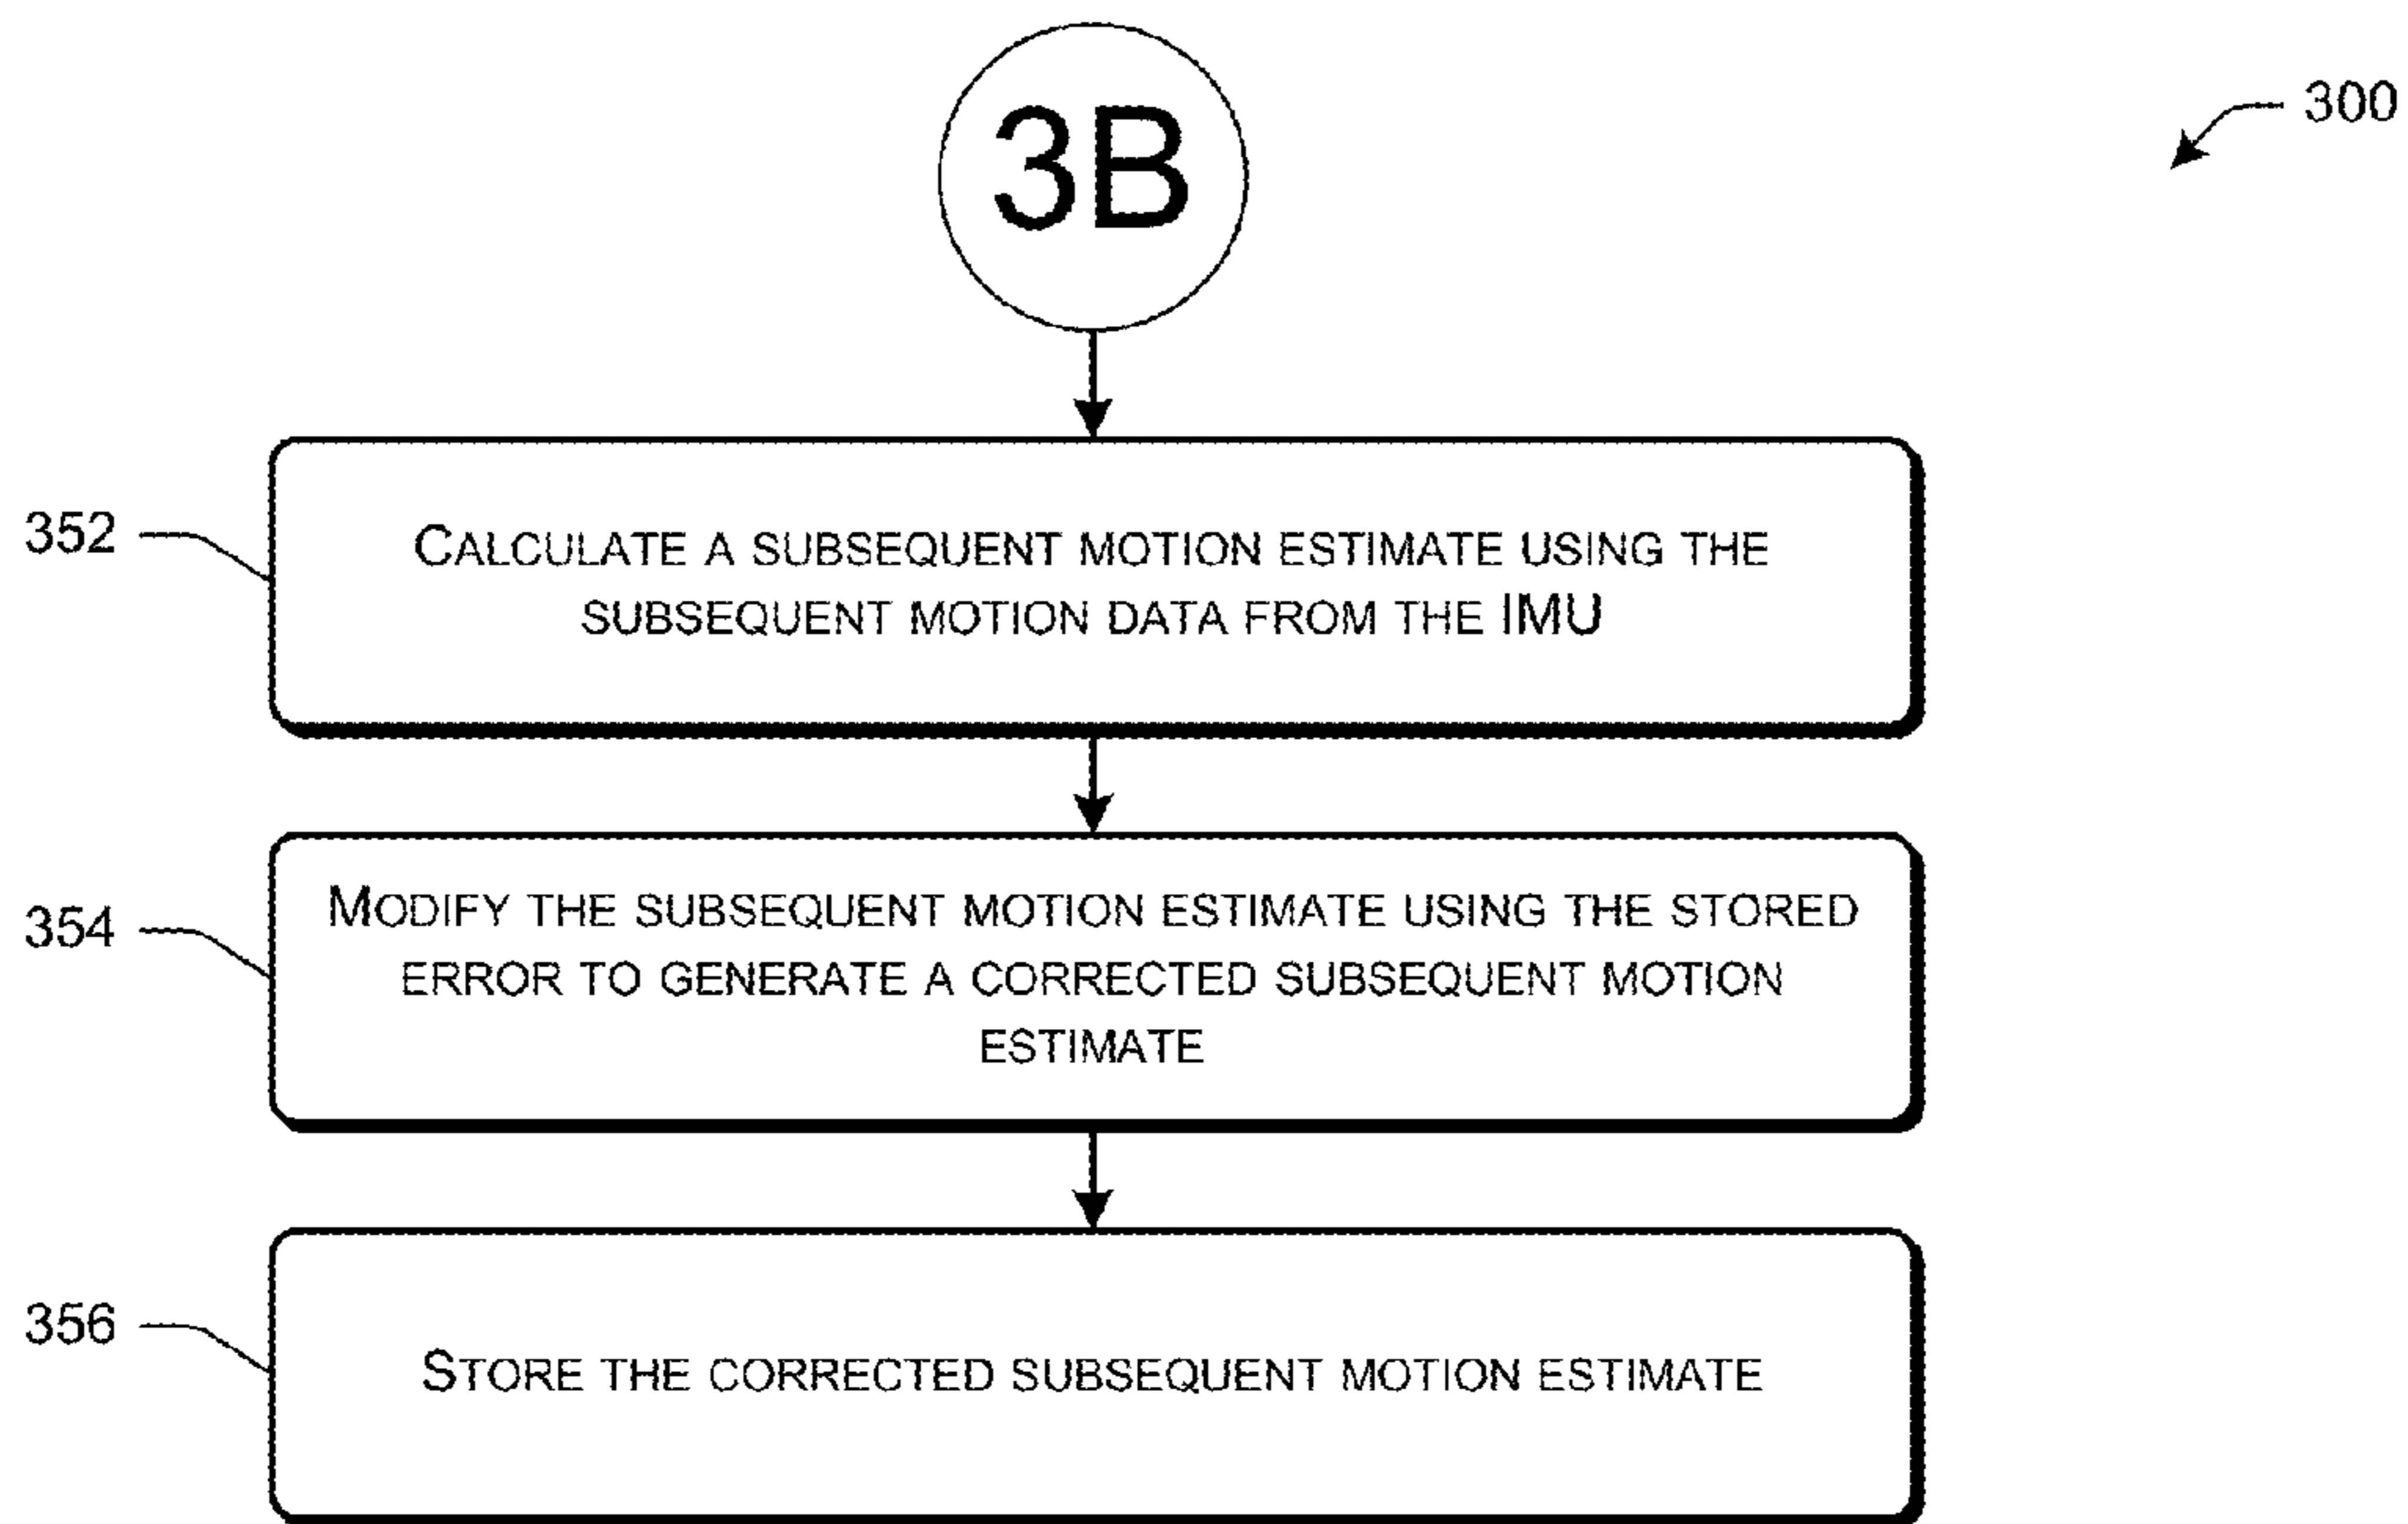 3B
300
352
CALCULATE A SUBSEQUENT MOTION ESTIMATE USING THE
SUBSEQUENT MOTION DATA FROM THE IMU
354
MODIFY THE SUBSEQUENT MOTION ESTIMATE USING THE STORED
ERROR TO GENERATE A CORRECTED SUBSEQUENT MOTION
ESTIMATE
356
STORE THE CORRECTED SUBSEQUENT MOTION ESTIMATE